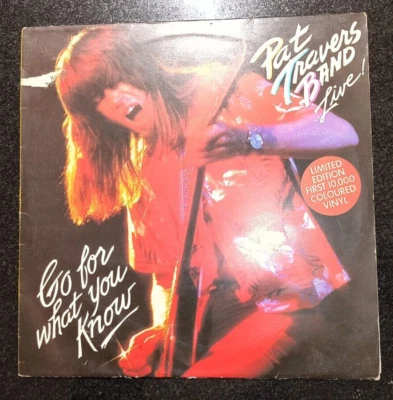 Pat
Travers
BAND
Live!
LIMITED
EDITION
FIRST 10,000
COLOURED
VINYL
Go for
what you
Know